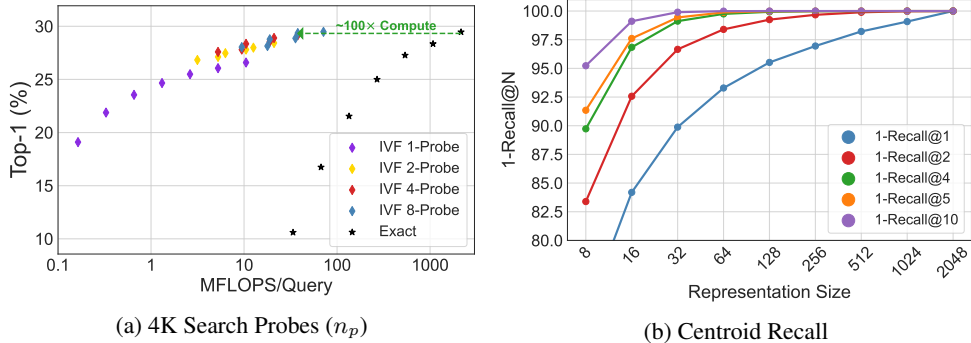 ~100× Compute
Top-1 (%)
30
25
20
15
10
0.1
1
10
100
1000
MFLOPS/Query
IVF 1-Probe
IVF 2-Probe
IVF 4-Probe
IVF 8-Probe
Exact
(a) 4K Search Probes (nₚ)
1-Recall@N
100.0
97.5
95.0
92.5
90.0
87.5
85.0
82.5
80.0
8
16
32
64
128
256
512
1024
2048
Representation Size
1-Recall@1
1-Recall@2
1-Recall@4
1-Recall@5
1-Recall@10
(b) Centroid Recall